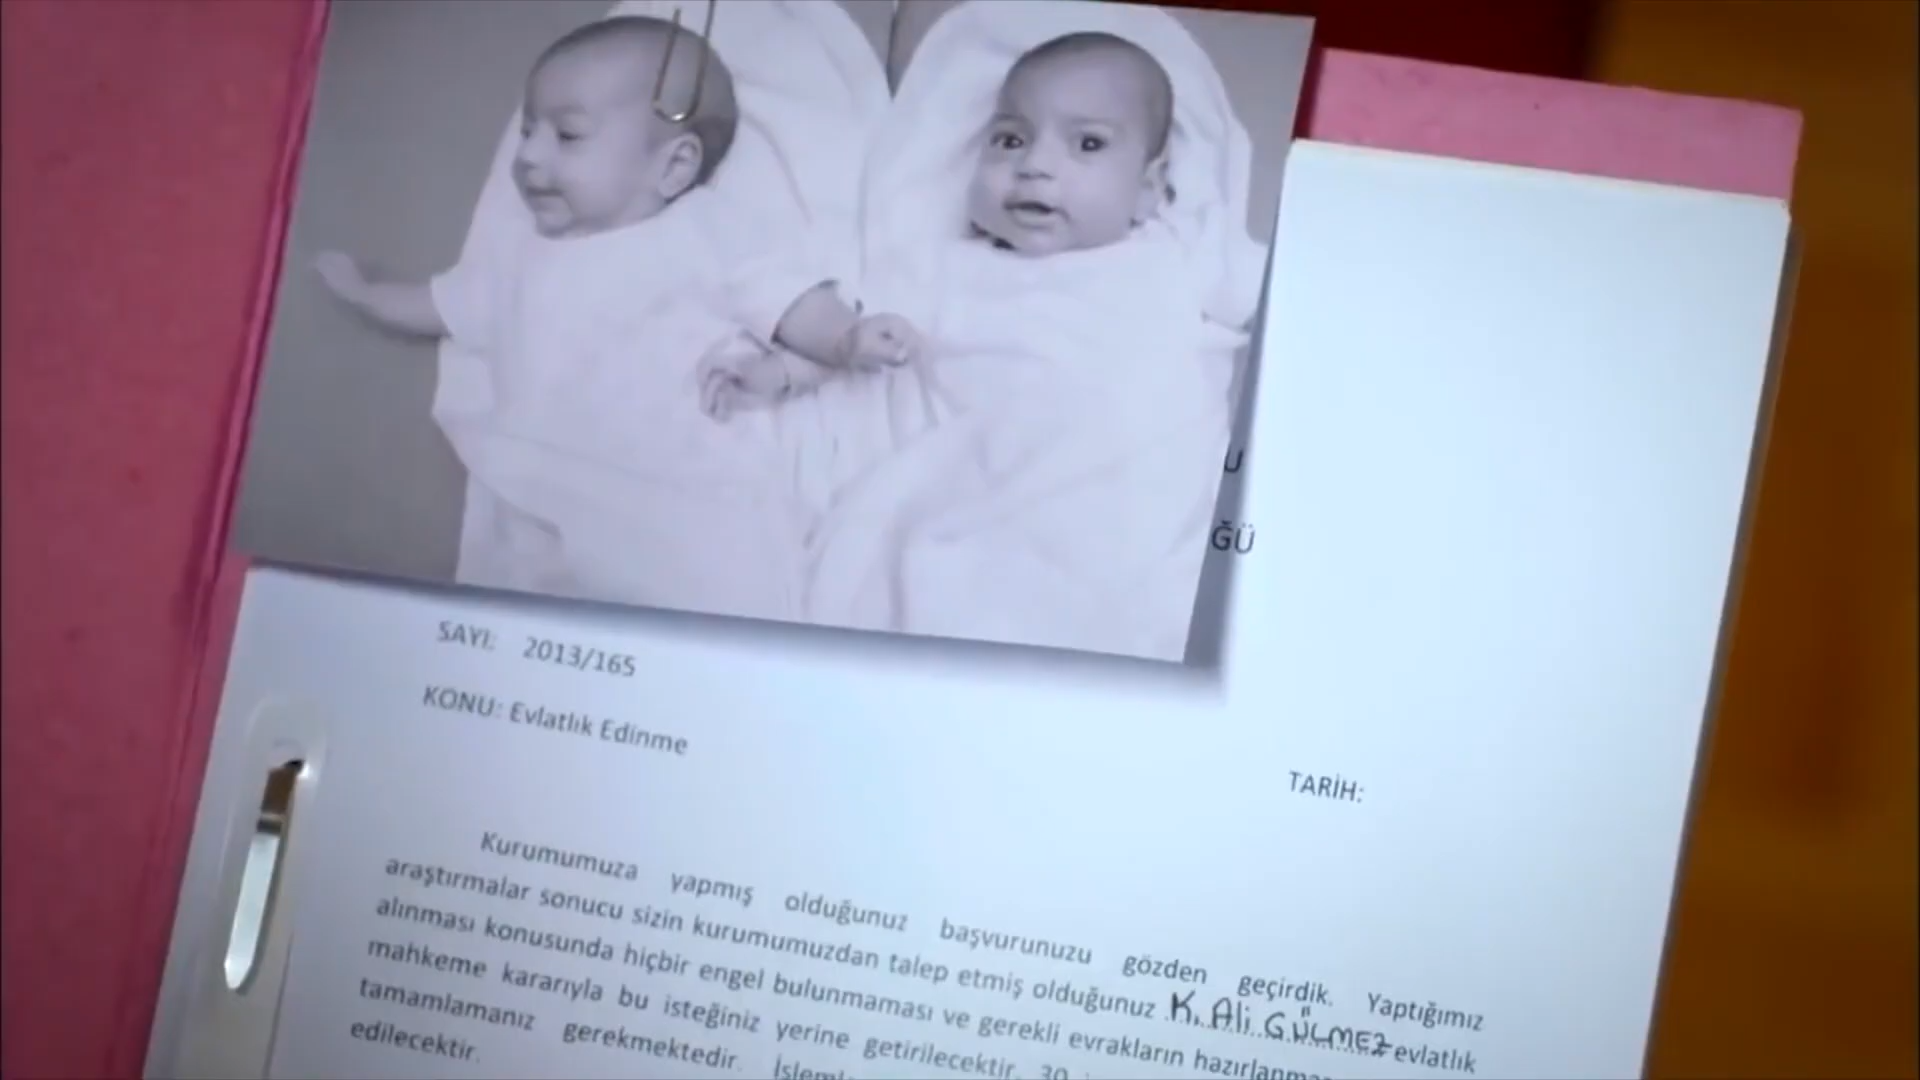 U
ĞÜ
SAYI: 2013/165
KONU: Evlatlık Edinme
TARİH:
Kurumumuza yapmış olduğunuz başvurunuzu gözden geçirdik. Yaptığımız
araştırmalar sonucu sizin kurumumuzdan talep etmiş olduğunuz K. Ali GÜLMEZ evlatlık
alınması konusunda hiçbir engel bulunmaması ve gerekli evrakların
mahkeme kararıyla bu isteğiniz yerine getirilecektir. 30
tamamlamanız gerekmektedir.
edilecektir.